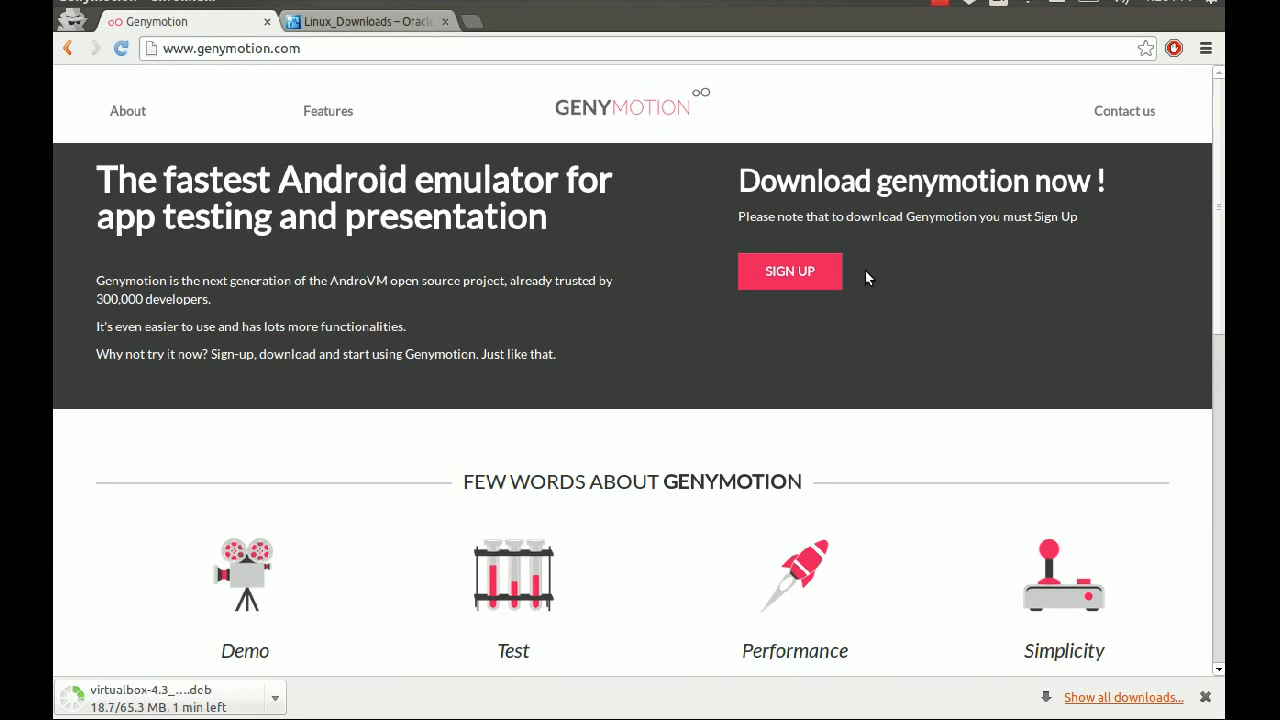 Genymotion
Linux_Downloads – Oracle
www.genymotion.com
About
Features
GENYMOTION
Contact us
The fastest Android emulator for
app testing and presentation
Genymotion is the next generation of the AndroVM open source project, already trusted by
300,000 developers.
It's even easier to use and has lots more functionalities.
Why not try it now? Sign-up, download and start using Genymotion. Just like that.
Download genymotion now !
Please note that to download Genymotion you must Sign Up
SIGN UP
FEW WORDS ABOUT GENYMOTION
Demo
Test
Performance
Simplicity
virtualbox-4.3_....deb
18.7/65.3 MB, 1 min left
Show all downloads...